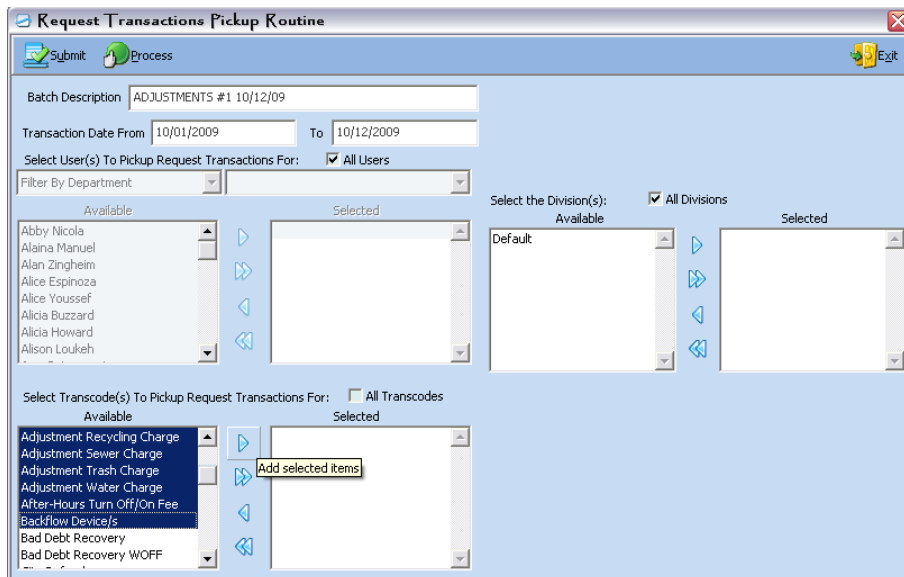 Request Transactions Pickup Routine
Submit Process Exit
Batch Description ADJUSTMENTS #1 10/12/09
Transaction Date From 10/01/2009 To 10/12/2009
Select User(s) To Pickup Request Transactions For: All Users
Filter By Department
Available Selected
Abby Nicola
Alaina Manuel
Alan Zingheim
Alice Espinoza
Alice Youssef
Alicia Buzzard
Alicia Howard
Alison Loukeh
Select the Division(s): All Divisions
Available Selected
Default
Select Transcode(s) To Pickup Request Transactions For: All Transcodes
Available Selected
Adjustment Recycling Charge
Adjustment Sewer Charge
Adjustment Trash Charge
Adjustment Water Charge
After-Hours Turn Off/On Fee
Backflow Device/s
Bad Debt Recovery
Bad Debt Recovery WOFF
Add selected items